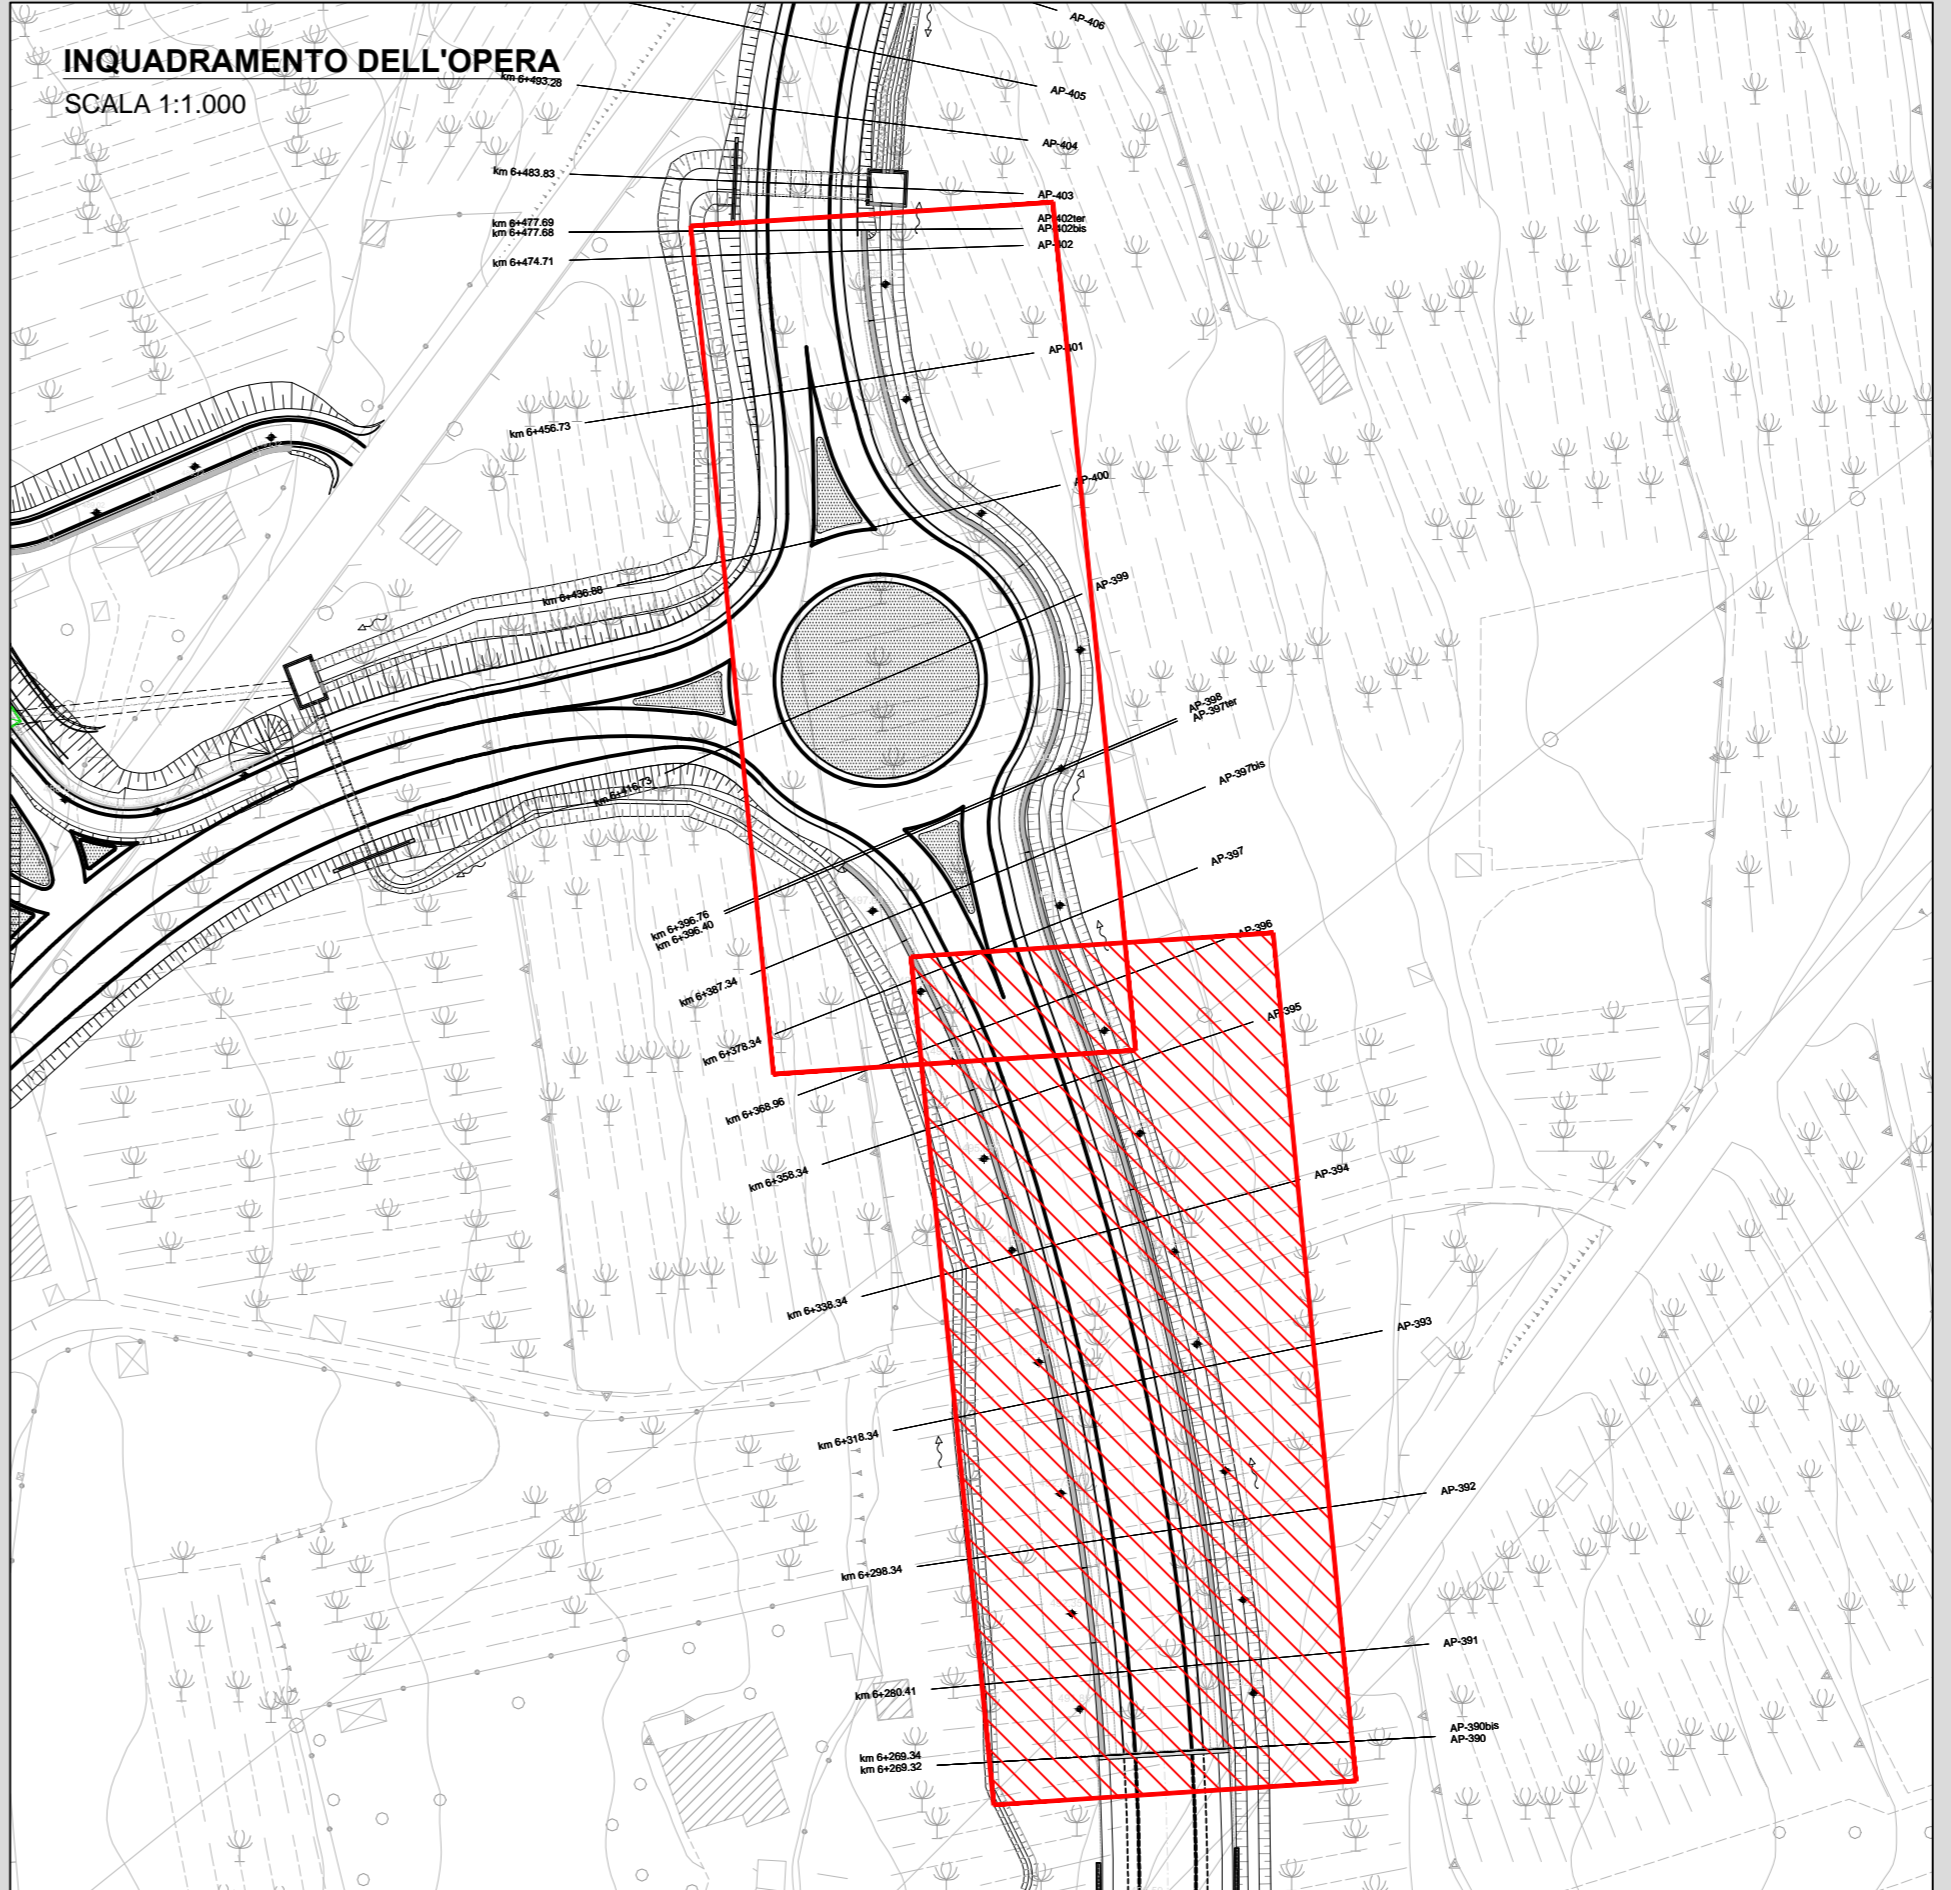 INQUADRAMENTO DELL'OPERA
SCALA 1:1.000
AP-406
km 6+493.28
AP-405
AP-404
km 6+483.83
AP-403
km 6+477.69
AP-402ter
km 6+477.68
AP-402bis
km 6+474.71
AP-402
AP-401
km 6+456.73
AP-400
km 6+436.88
AP-399
AP-398
AP-397ter
km 6+416.73
AP-397bis
AP-397
km 6+396.76
km 6+396.40
AP-396
km 6+387.34
AP-395
km 6+378.34
km 6+368.96
km 6+358.34
AP-394
km 6+338.34
AP-393
km 6+318.34
AP-392
km 6+298.34
AP-391
km 6+280.41
AP-390bis
AP-390
km 6+269.34
km 6+269.32